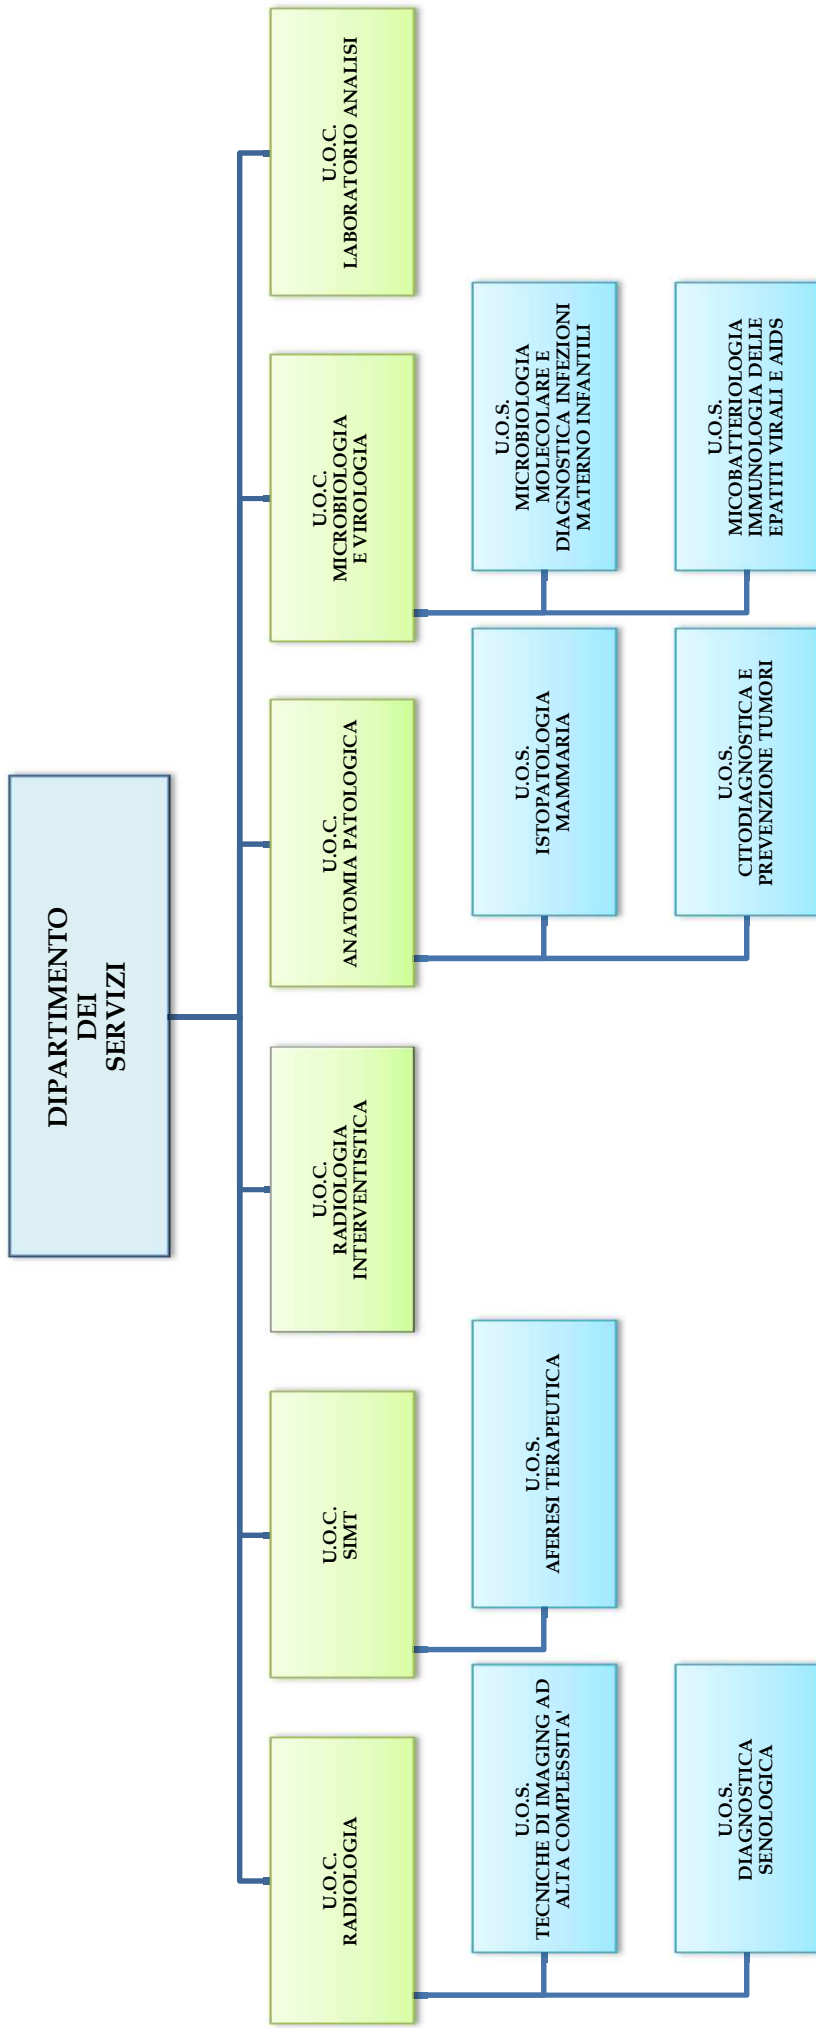 DIPARTIMENTO
DEI
SERVIZI
U.O.C.
RADIOLOGIA
U.O.C.
SIMT
U.O.C.
RADIOLOGIA
INTERVENTISTICA
U.O.C.
ANATOMIA PATOLOGICA
U.O.C.
MICROBIOLOGIA
E VIROLOGIA
U.O.C.
LABORATORIO ANALISI
U.O.S.
TECNICHE DI IMAGING AD
ALTA COMPLESSITA'
U.O.S.
AFERESI TERAPEUTICA
U.O.S.
ISTOPATOLOGIA
MAMMARIA
U.O.S.
MICROBIOLOGIA
MOLECOLARE E
DIAGNOSTICA INFEZIONI
MATERNO INFANTILI
U.O.S.
DIAGNOSTICA
SENOLOGICA
U.O.S.
CITODIAGNOSTICA E
PREVENZIONE TUMORI
U.O.S.
MICOBATTERIOLOGIA
IMMUNOLOGIA DELLE
EPATITI VIRALI E AIDS